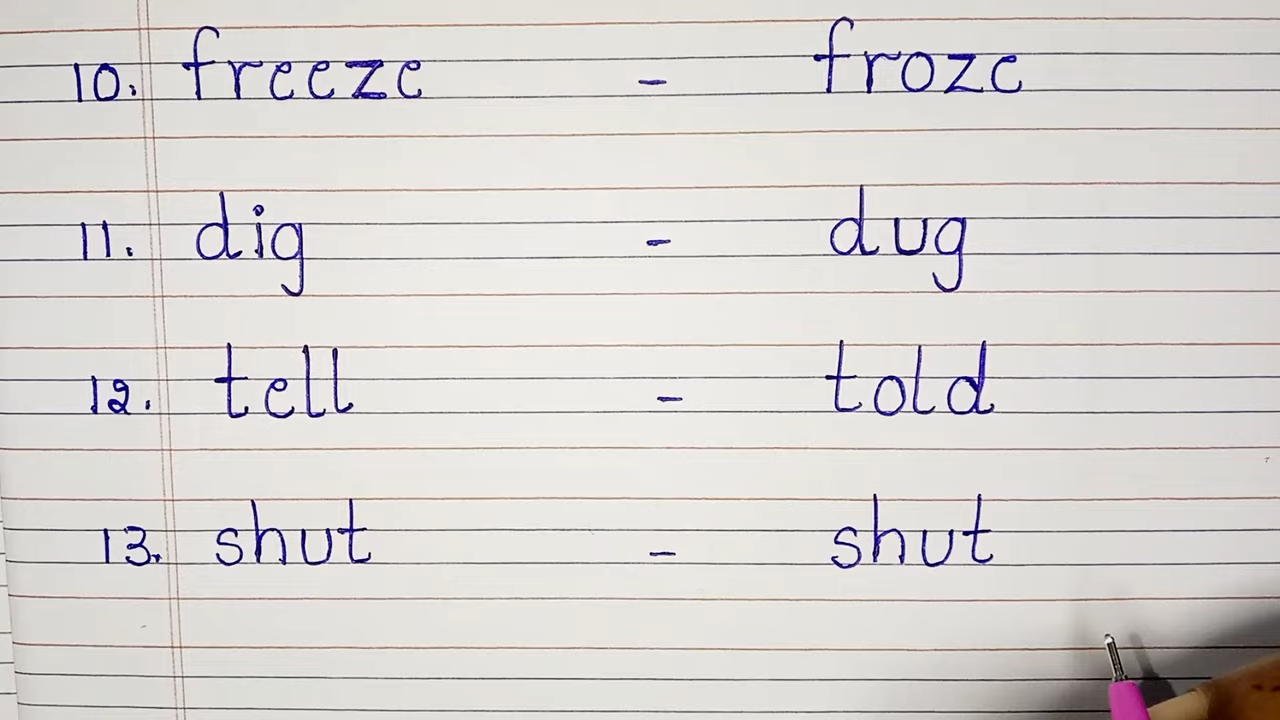 10. freeze - froze
11. dig - dug
12. tell - told
13. shut - shut